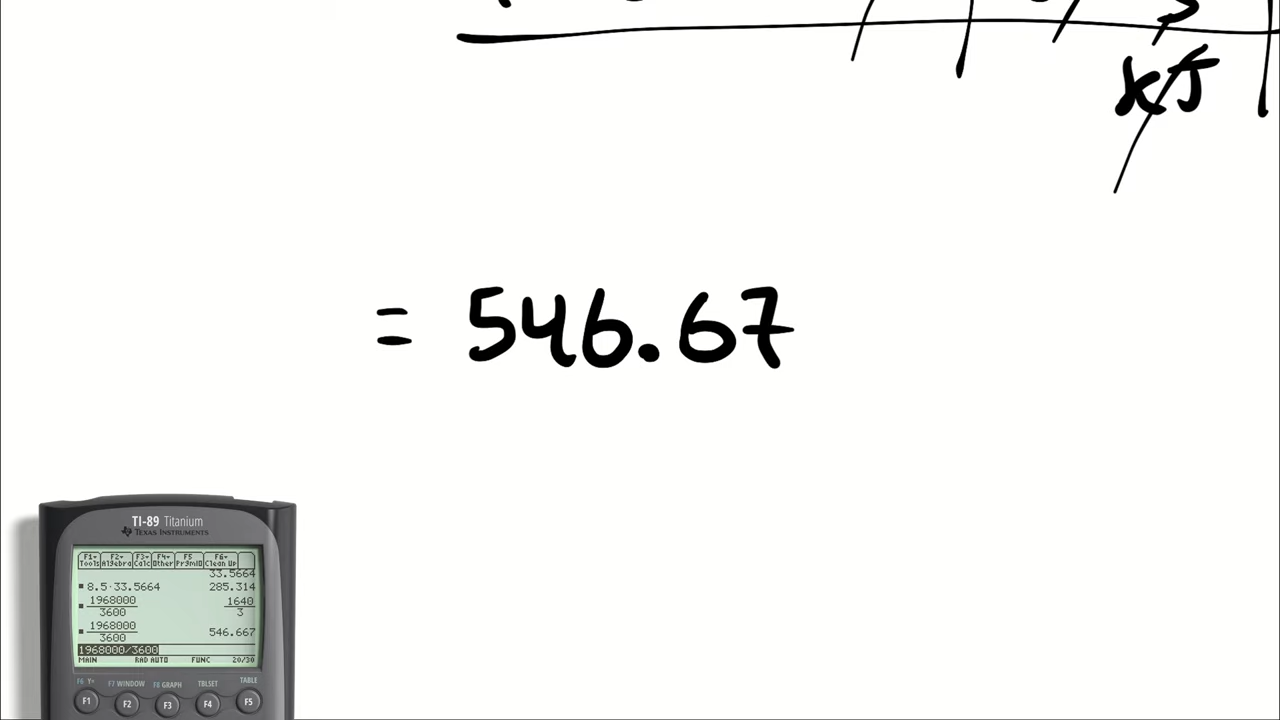 kJ
= 546.67
TI-89 Titanium
TEXAS INSTRUMENTS
F1▾ Tools F2▾ Algebra F3▾ Calc F4▾ Other F5 PrgmIO F6▾ Clean Up
33.5664
8.5·33.5664 285.314
1968000/3600 1640/3
1968000/3600 546.667
1968000/3600
MAIN RAD AUTO FUNC 20/30
F6 Y= F7 WINDOW F8 GRAPH TBLSET TABLE
F1 F2 F3 F4 F5